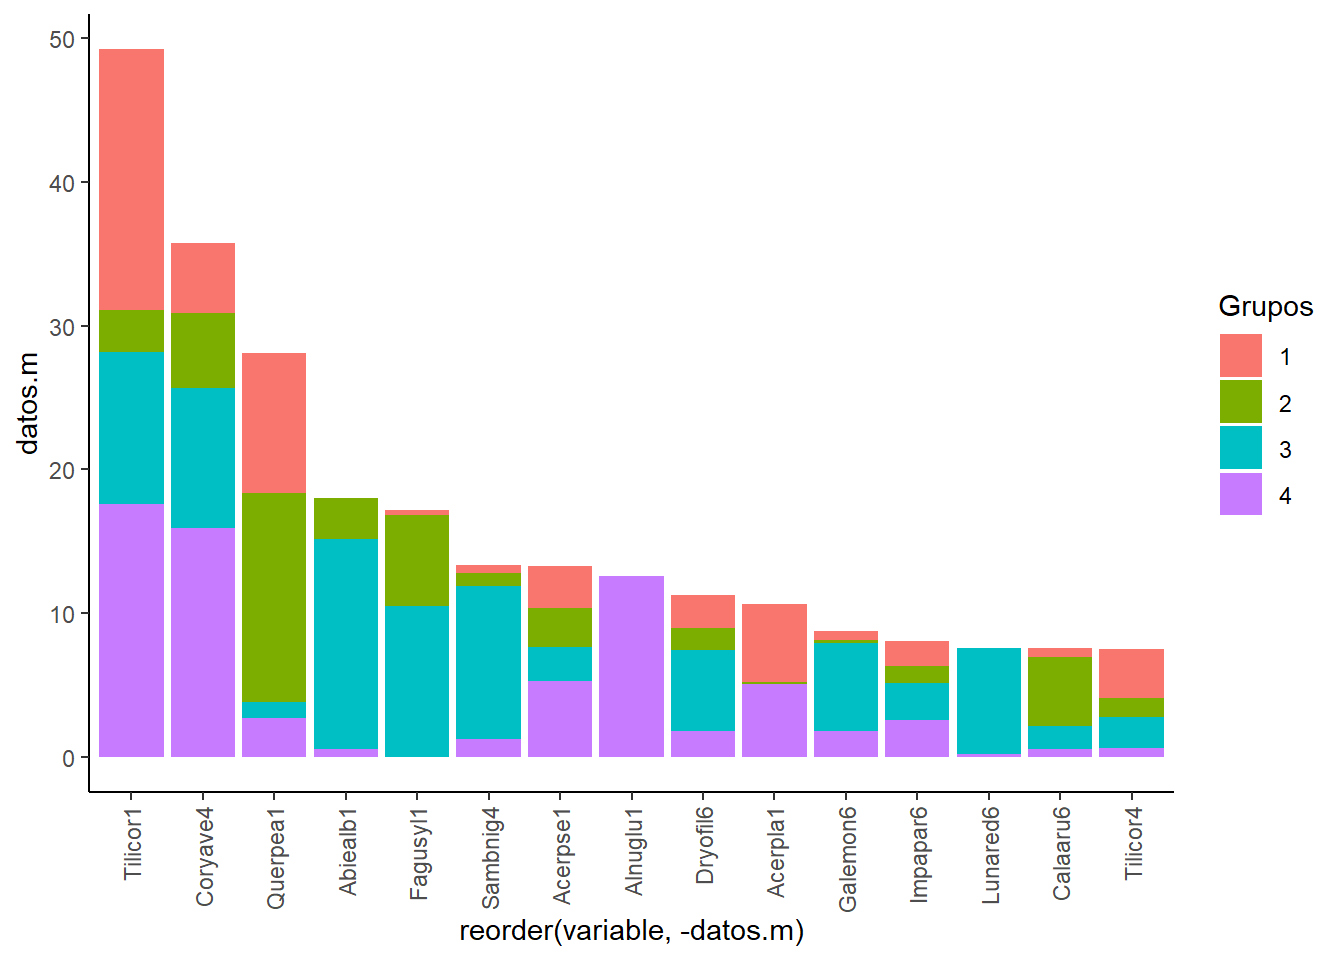 50
40
30
20
10
0
datos.m
Tilicor1
Coryave4
Querpea1
Abiealb1
Fagusyl1
Sambnig4
Acerpse1
Alnuglu1
Dryofil6
Acerpla1
Galemon6
Impapar6
Lunared6
Calaaru6
Tilicor4
reorder(variable, -datos.m)
Grupos
1
2
3
4